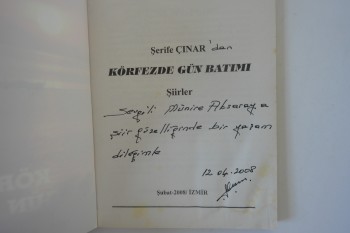 Şerife ÇINAR'dan
KÖRFEZDE GÜN BATIMI
Şiirler
Sevgili Münire Aksaray'a
şiir güzelliğinde bir yaşam
dileğimle
12.04.2008
Şubat-2008/ İZMİR